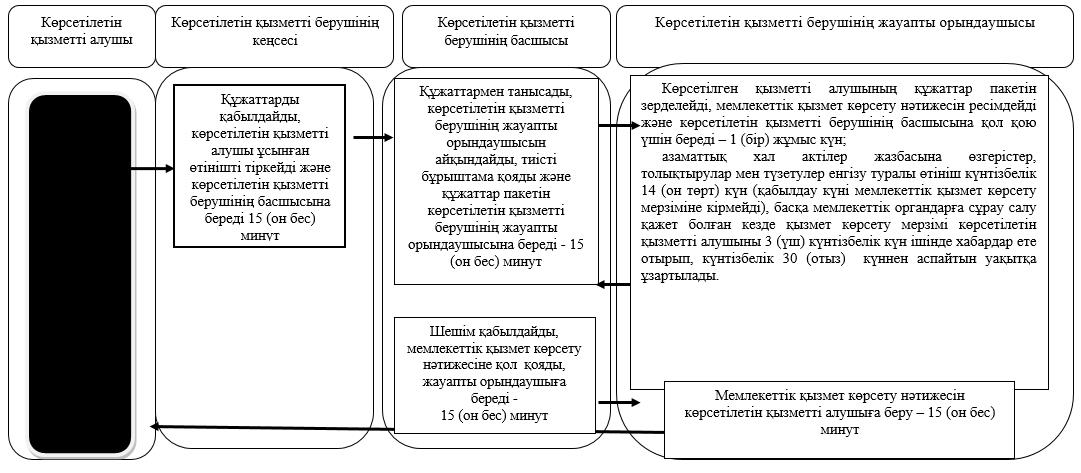 Көрсетілетін
қызметті алушы
Көрсетілетін қызметті берушінің
кеңсесі
Көрсетілетін қызметті
берушінің басшысы
Көрсетілетін қызметті берушінің жауапты орындаушысы
Құжаттарды
қабылдайды,
көрсетілетін қызметті
алушы ұсынған
өтінішті тіркейді және
көрсетілетін қызметті
берушінің басшысына
береді 15 (он бес)
минут
Құжаттармен танысады,
көрсетілетін қызметті
берушінің жауапты
орындаушысын
айқындайды, тиісті
бұрыштама қояды және
құжаттар пакетін
көрсетілетін қызметті
берушінің жауапты
орындаушысына береді - 15
(он бес) минут
Көрсетілген қызметті алушының құжаттар пакетін
зерделейді, мемлекеттік қызмет көрсету нәтижесін ресімдейді
және көрсетілетін қызметті берушінің басшысына қол қою
үшін береді – 1 (бір) жұмыс күн;
азаматтық хал актілер жазбасына өзгерістер,
толықтырулар мен түзетулер енгізу туралы өтініш күнтізбелік
14 (он төрт) күн (қабылдау күні мемлекеттік қызмет көрсету
мерзіміне кірмейді), басқа мемлекеттік органдарға сұрау салу
қажет болған кезде қызмет көрсету мерзімі көрсетілетін
қызметті алушыны 3 (үш) күнтізбелік күн ішінде хабардар ете
отырып, күнтізбелік 30 (отыз) күннен аспайтын уақытқа
ұзартылады.
Шешім қабылдайды,
мемлекеттік қызмет көрсету
нәтижесіне қол қояды,
жауапты орындаушыға
береді -
15 (он бес) минут
Мемлекеттік қызмет көрсету нәтижесін
көрсетілетін қызметті алушыға беру – 15 (он бес)
минут